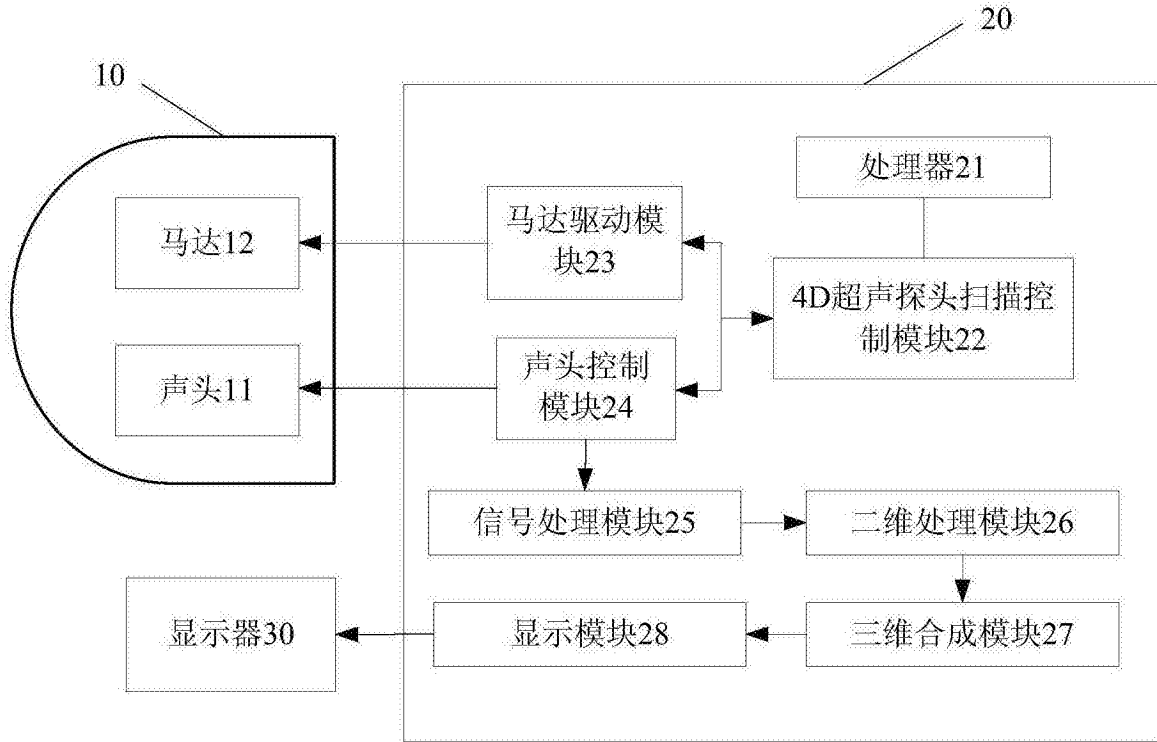 20
10
处理器21
马达12
马达驱动模
块23
4D超声探头扫描控
制模块22
声头11
声头控制
模块24
信号处理模块25
二维处理模块26
显示器30
显示模块28
三维合成模块27